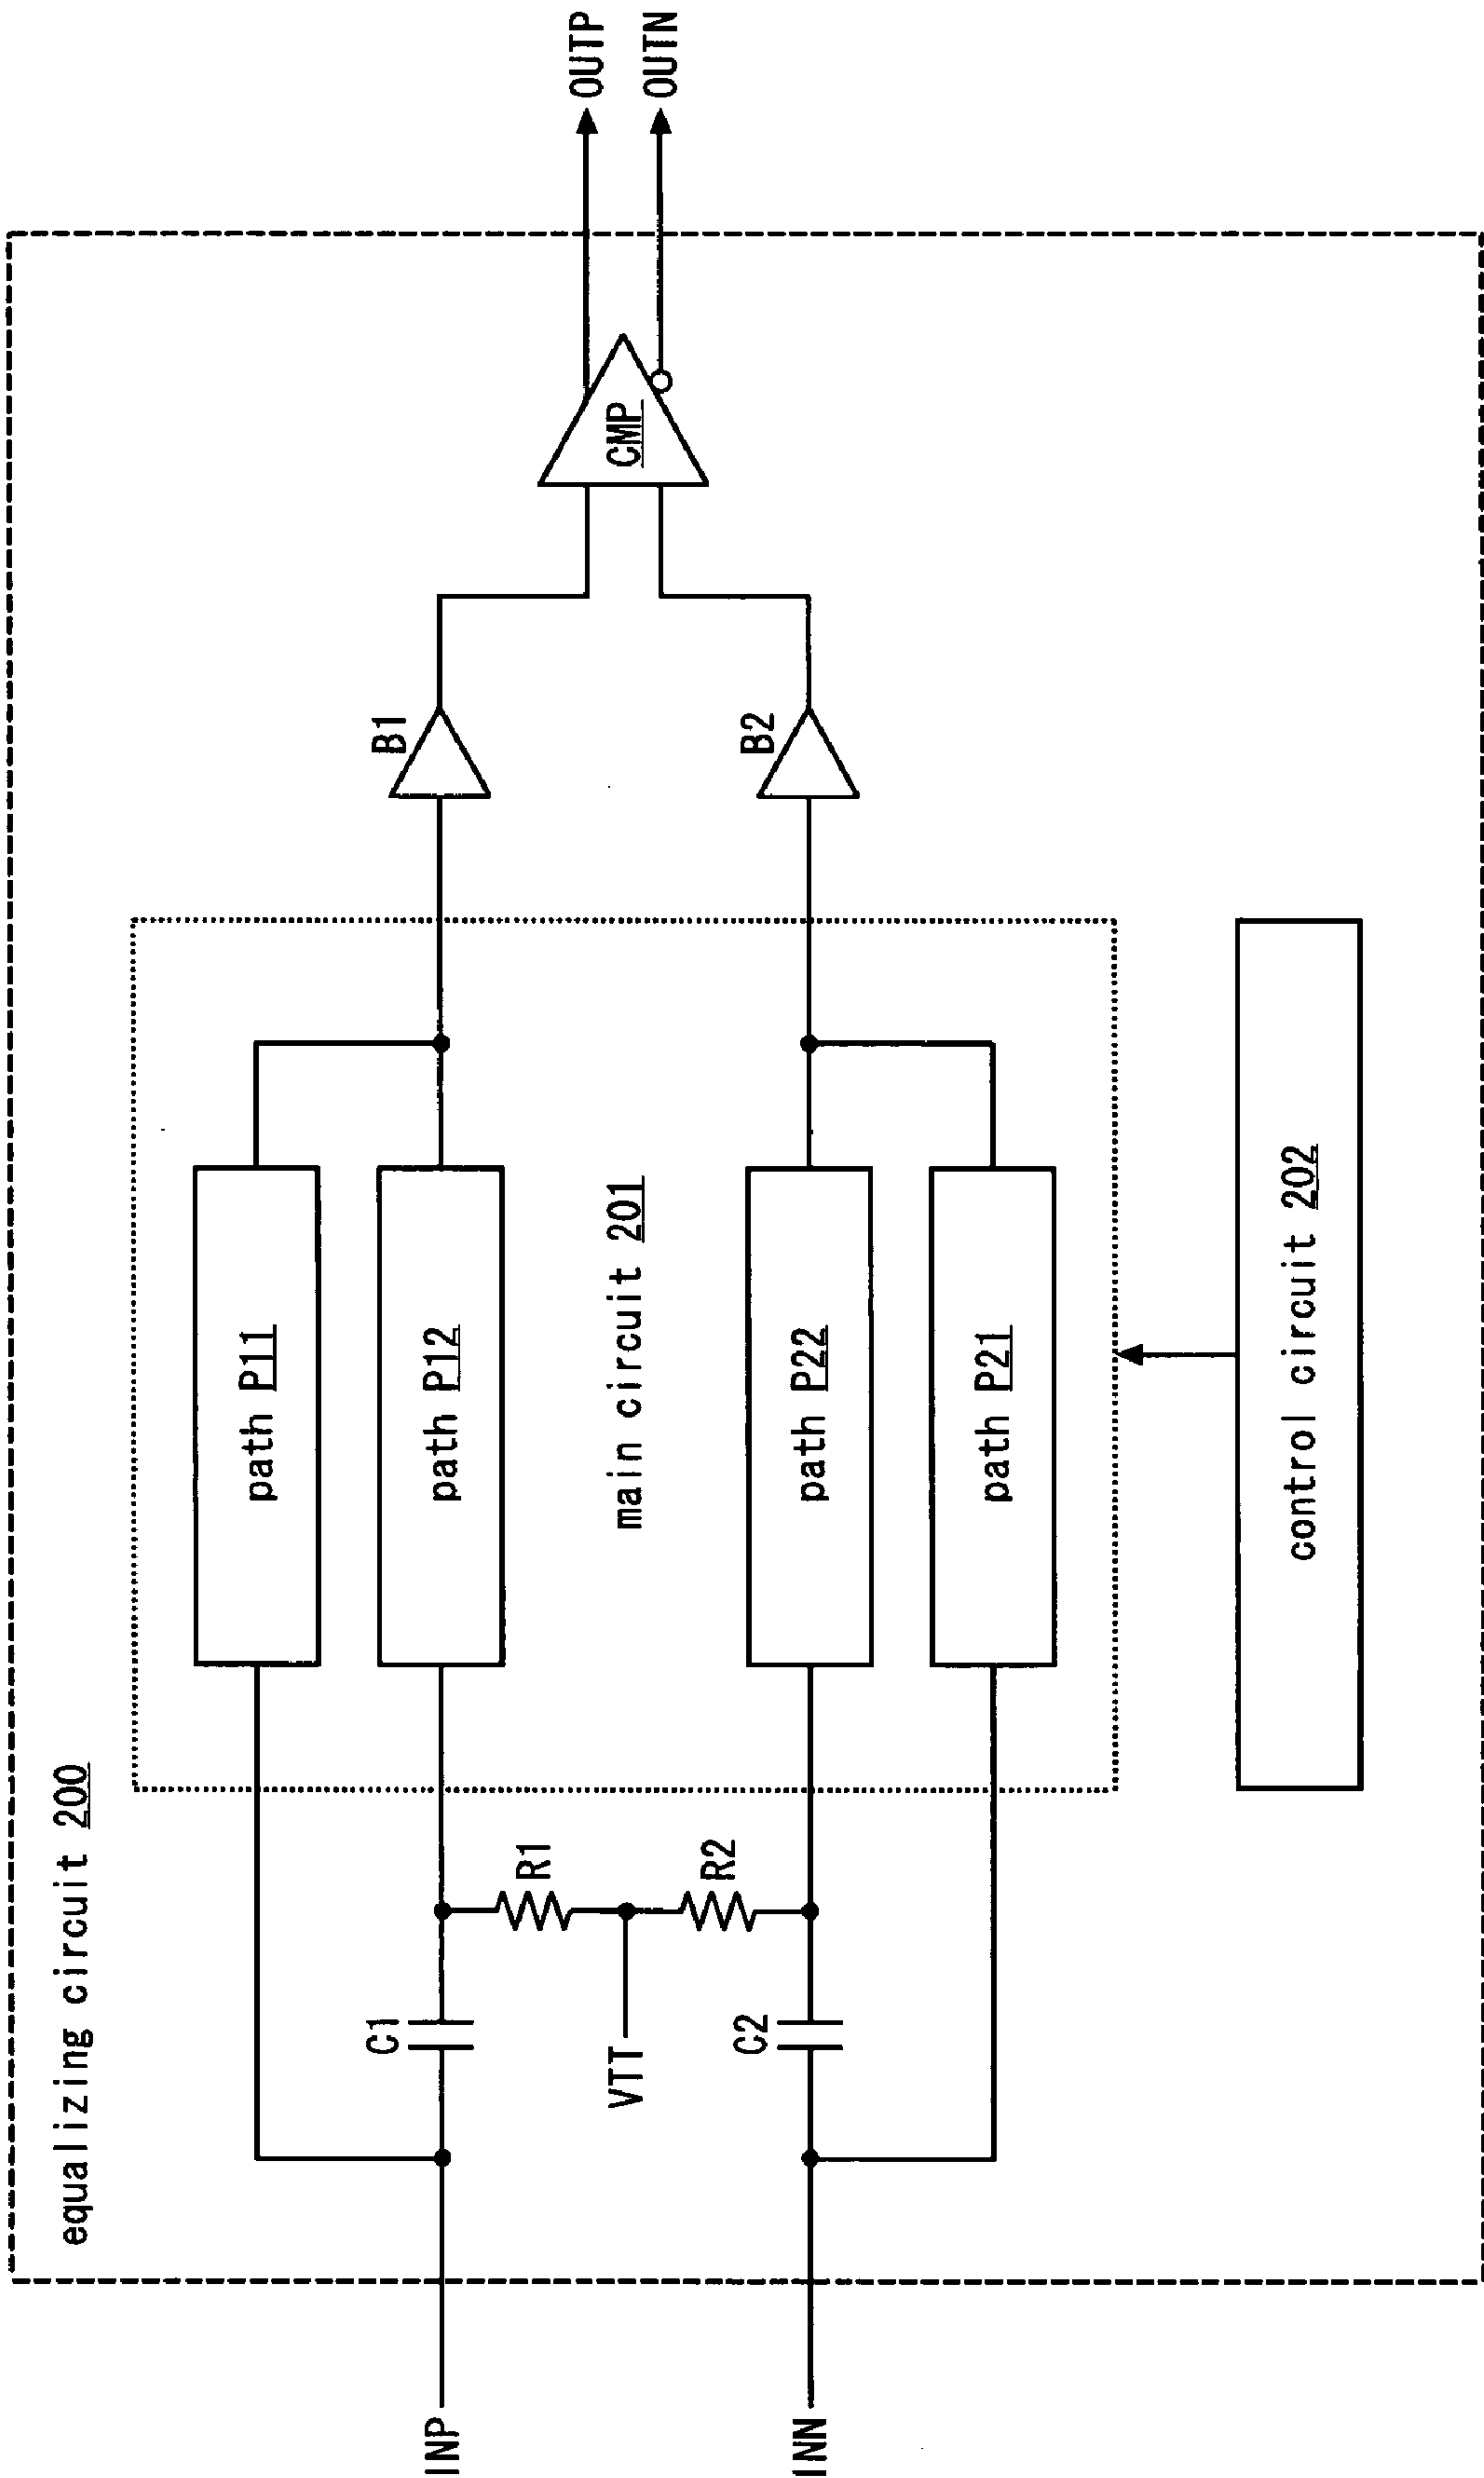 equalizing circuit 200
path P11
path P12
main circuit 201
path P22
path P21
control circuit 202
INP
INN
C1
C2
VTT
R1
R2
B1
B2
CMP
OUTP
OUTN